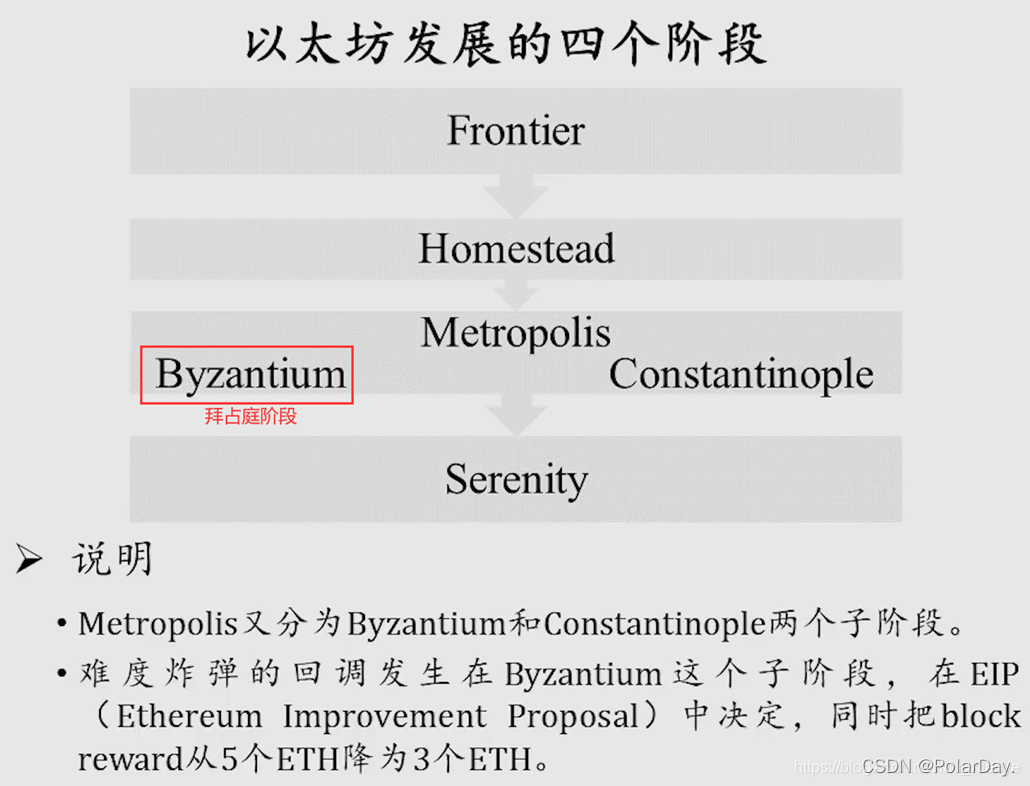 以太坊发展的四个阶段
Frontier
Homestead
Metropolis
Byzantium
Constantinople
拜占庭阶段
Serenity
➢ 说明
• Metropolis又分为Byzantium和Constantinople两个子阶段。
• 难度炸弹的回调发生在Byzantium这个子阶段，在EIP
（Ethereum Improvement Proposal）中决定，同时把block
reward从5个ETH降为3个ETH。
CSDN @PolarDay.